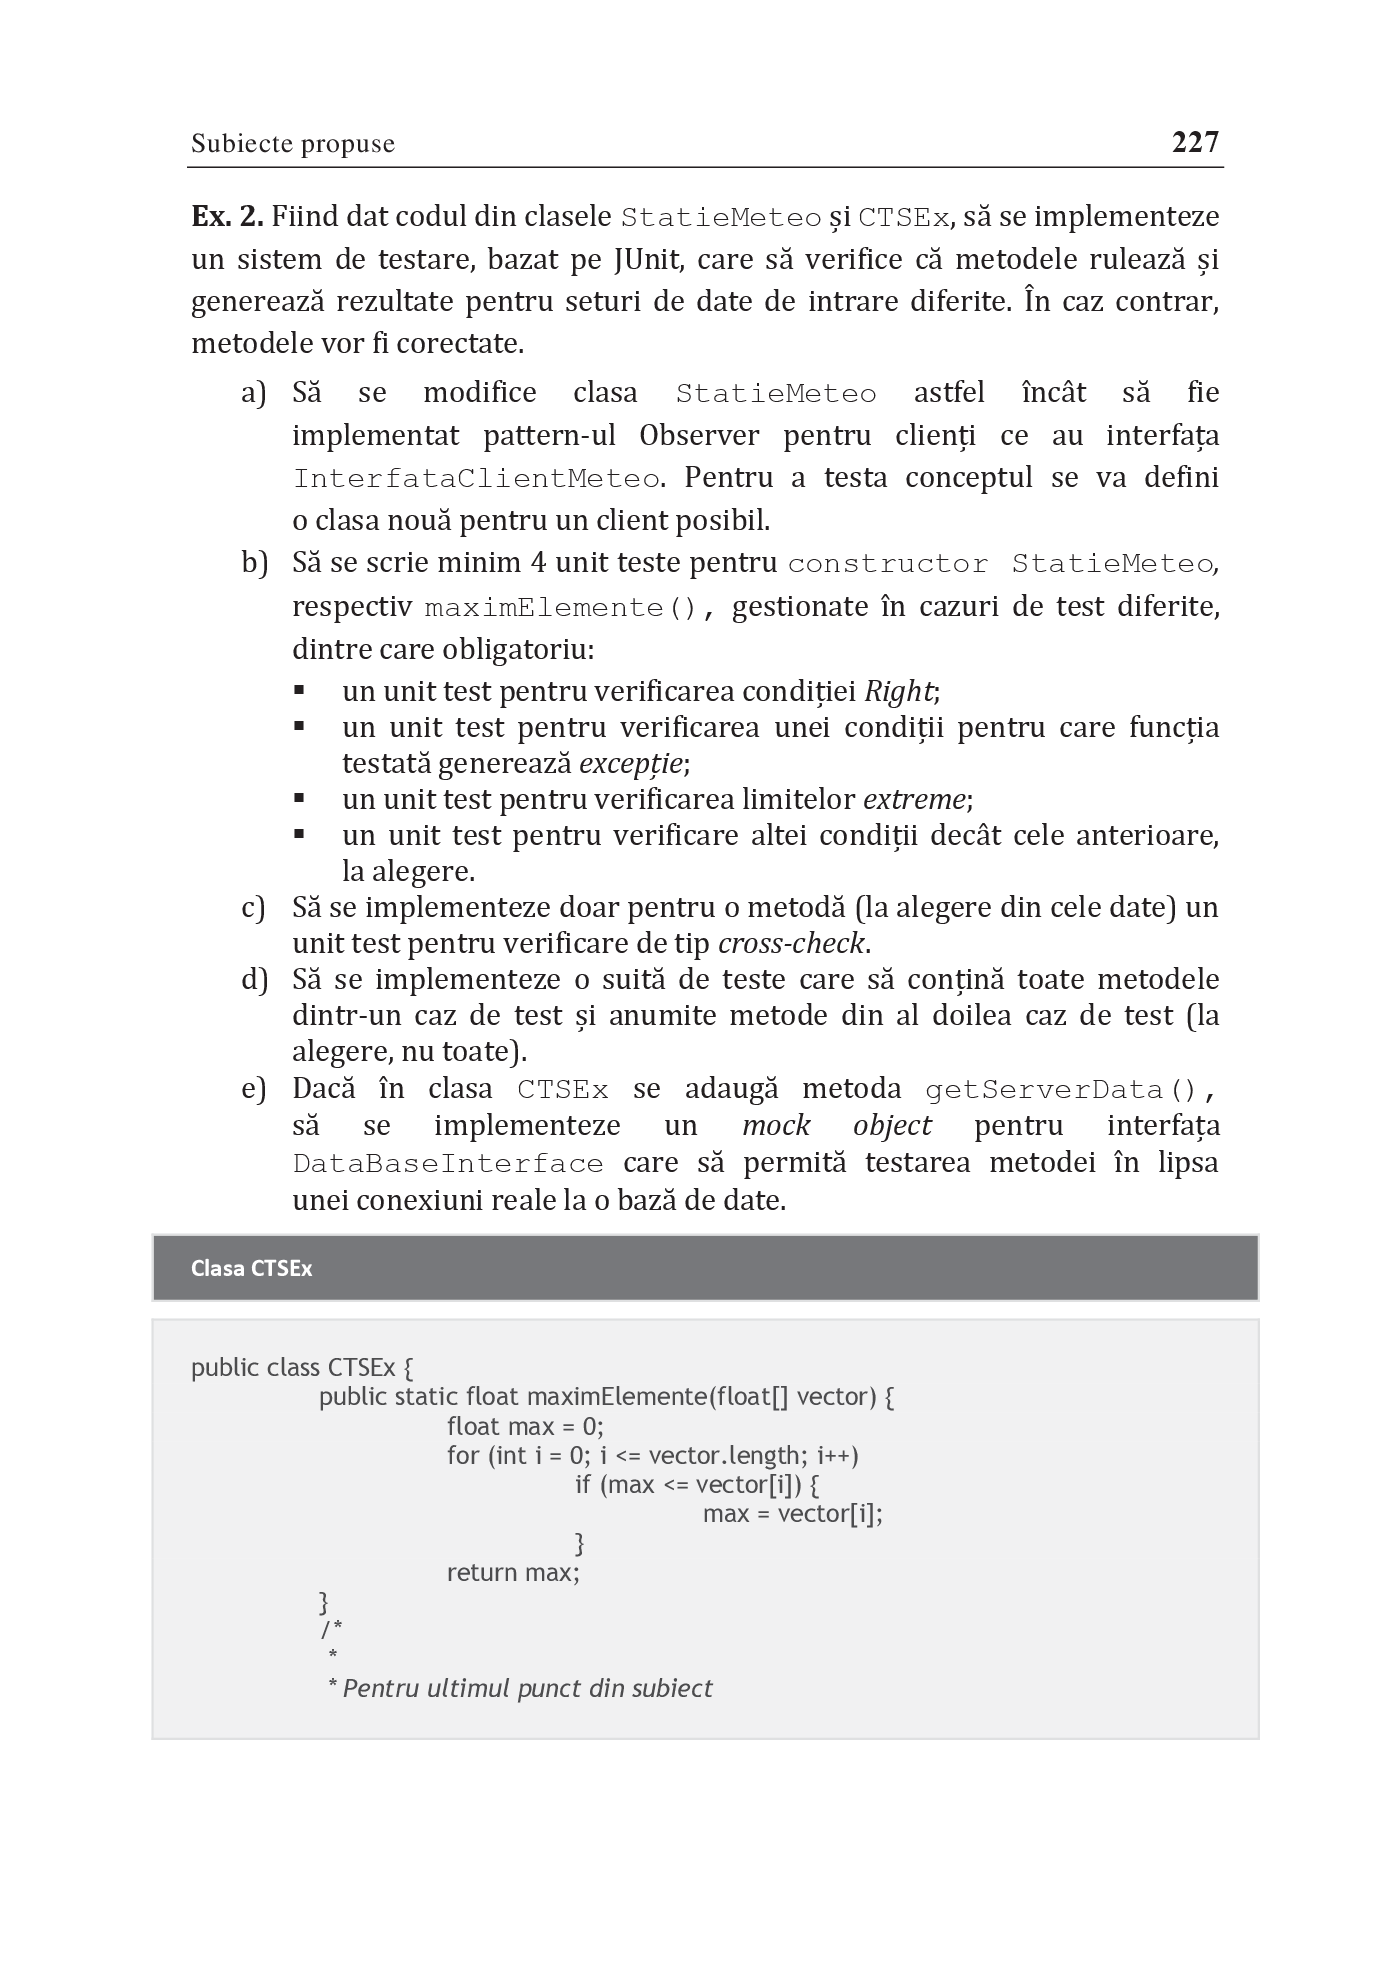 Subiecte propuse 227
Ex. 2. Fiind dat codul din clasele StatieMeteo și CTSEx, să se implementeze
un sistem de testare, bazat pe JUnit, care să verifice că metodele rulează și
generează rezultate pentru seturi de date de intrare diferite. În caz contrar,
metodele vor fi corectate.
a) Să se modifice clasa StatieMeteo astfel încât să fie
implementat pattern-ul Observer pentru clienți ce au interfața
InterfataClientMeteo. Pentru a testa conceptul se va defini
o clasa nouă pentru un client posibil.
b) Să se scrie minim 4 unit teste pentru constructor StatieMeteo,
respectiv maximElemente(), gestionate în cazuri de test diferite,
dintre care obligatoriu:
▪ un unit test pentru verificarea condiției Right;
▪ un unit test pentru verificarea unei condiții pentru care funcția
testată generează excepție;
▪ un unit test pentru verificarea limitelor extreme;
▪ un unit test pentru verificare altei condiții decât cele anterioare,
la alegere.
c) Să se implementeze doar pentru o metodă (la alegere din cele date) un
unit test pentru verificare de tip cross-check.
d) Să se implementeze o suită de teste care să conțină toate metodele
dintr-un caz de test și anumite metode din al doilea caz de test (la
alegere, nu toate).
e) Dacă în clasa CTSEx se adaugă metoda getServerData(),
să se implementeze un mock object pentru interfața
DataBaseInterface care să permită testarea metodei în lipsa
unei conexiuni reale la o bază de date.
Clasa CTSEx
public class CTSEx {
public static float maximElemente(float[] vector) {
float max = 0;
for (int i = 0; i <= vector.length; i++)
if (max <= vector[i]) {
max = vector[i];
}
return max;
}
/*
*
* Pentru ultimul punct din subiect